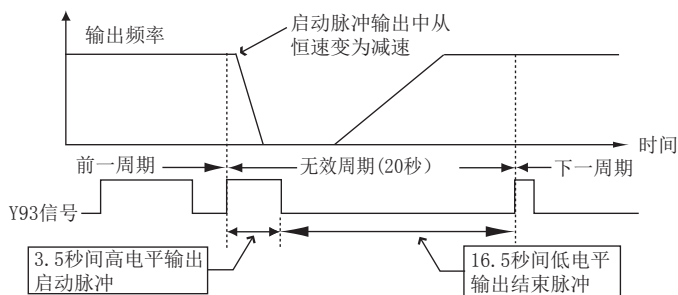 输出频率
启动脉冲输出中从
恒速变为减速
时间
前一周期
无效周期(20秒)
下一周期
Y93信号
3.5秒间高电平输出
启动脉冲
16.5秒间低电平
输出结束脉冲